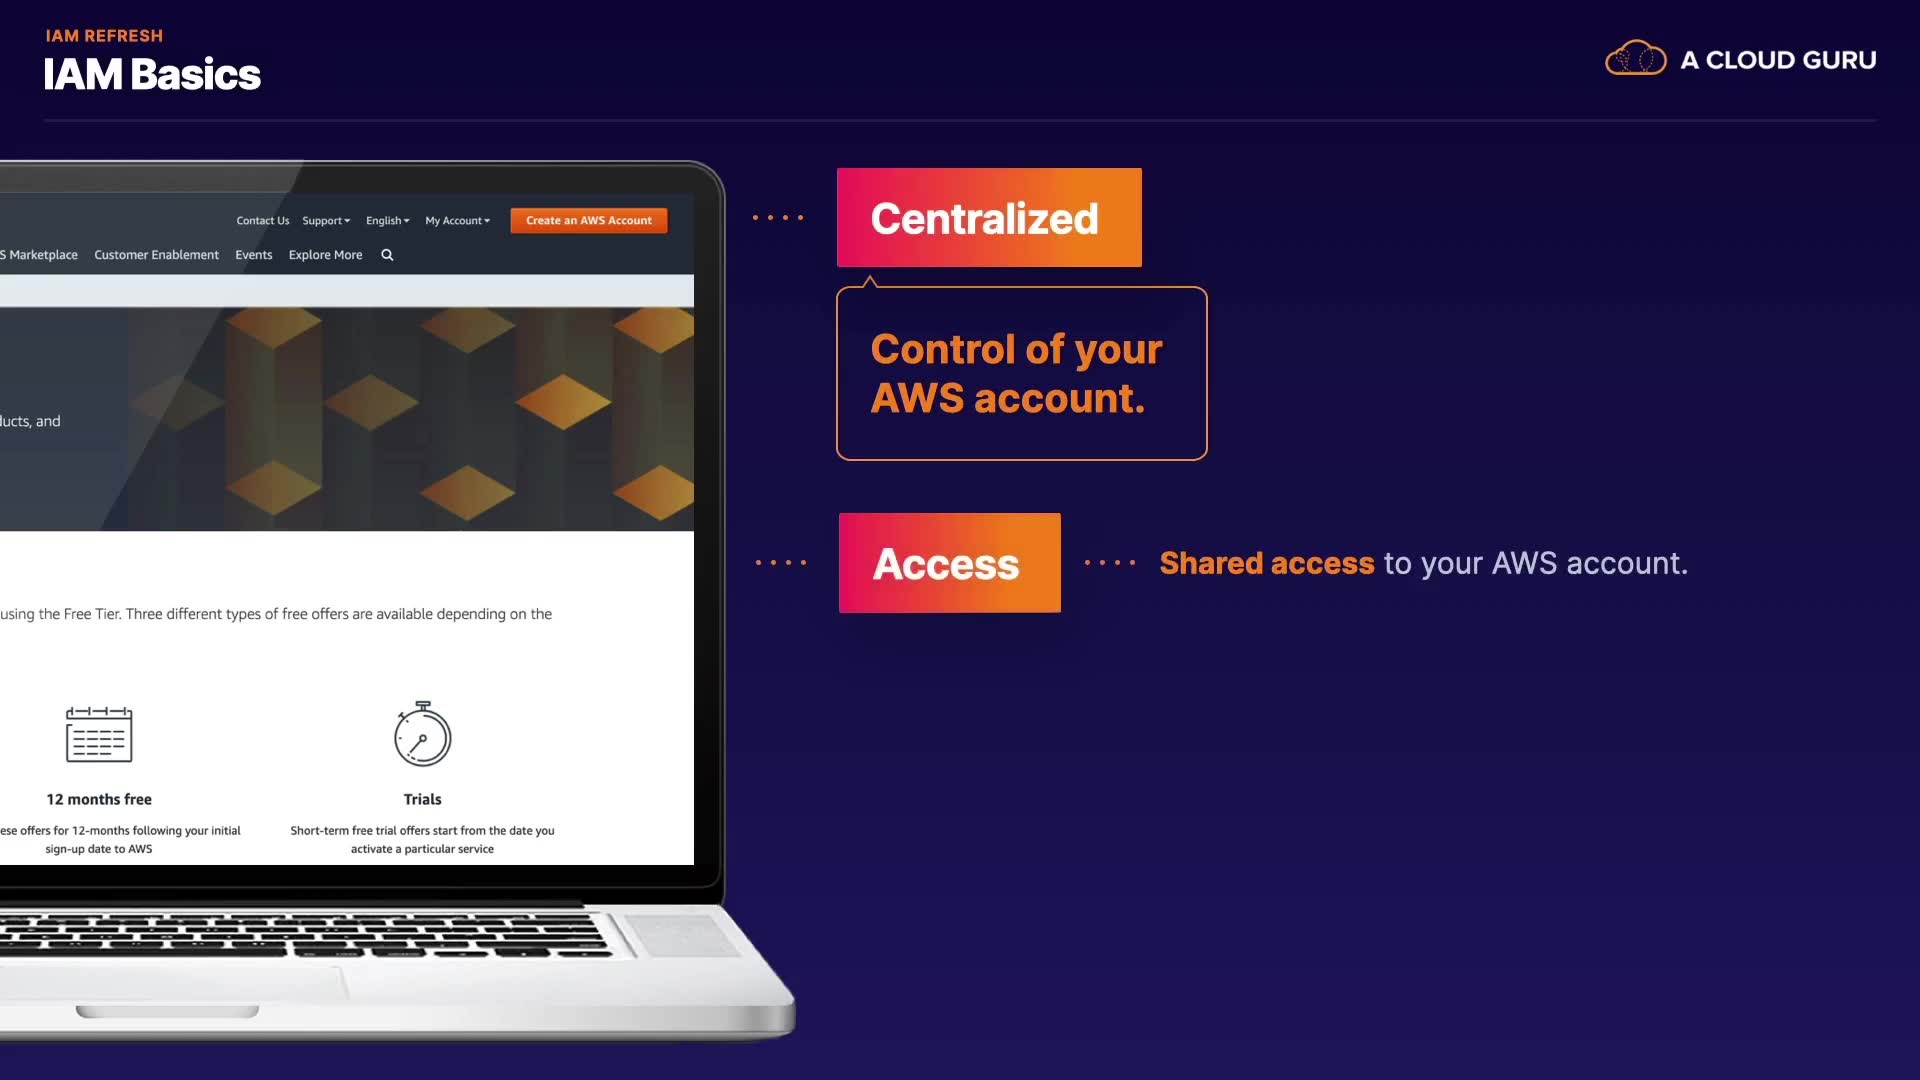 IAM REFRESH
IAM Basics
A CLOUD GURU
Contact Us Support English My Account Create an AWS Account
S Marketplace Customer Enablement Events Explore More
ucts, and
using the Free Tier. Three different types of free offers are available depending on the
12 months free
ese offers for 12-months following your initial
sign-up date to AWS
Trials
Short-term free trial offers start from the date you
activate a particular service
Centralized
Control of your
AWS account.
Access
Shared access to your AWS account.